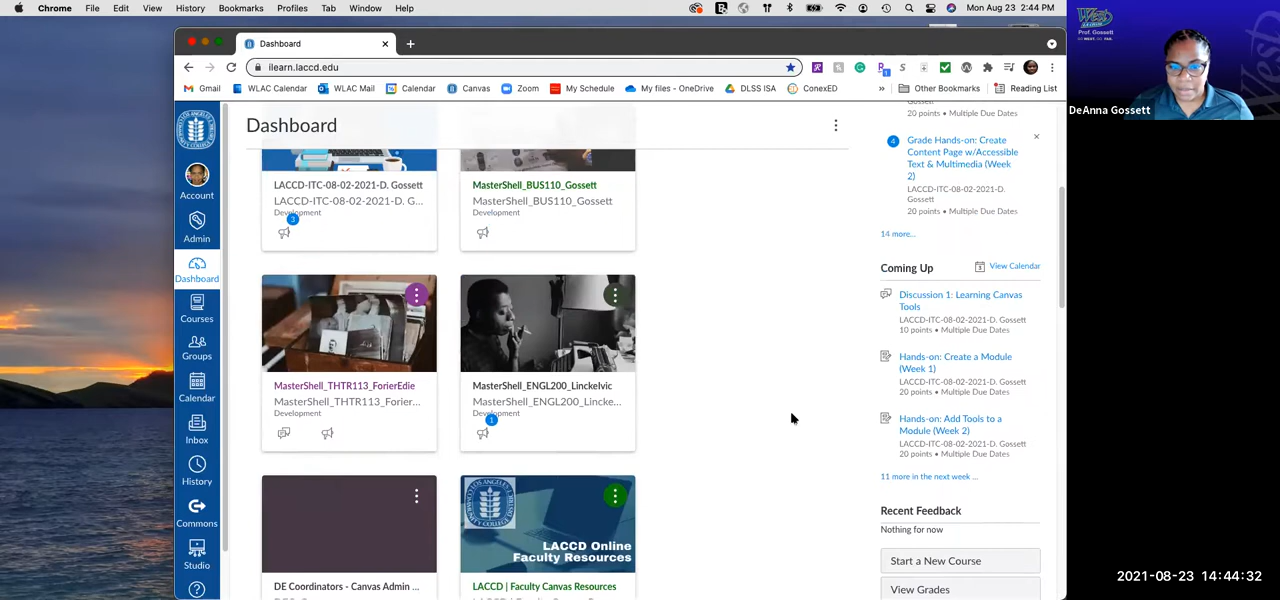 Chrome File Edit View History Bookmarks Profiles Tab Window Help
Mon Aud 23 2:44 PM
Dashboard
ilearn.laccd.edu
Gmail WLAC Calendar WLAC Mail Calendar Canvas Zoom My Schedule My files - OneDrive DLSS ISA ConexED » Other Bookmarks Reading List
West
Prof. Gossett
DeAnna Gossett
Account
Admin
Dashboard
Courses
Groups
Calendar
Inbox
History
Commons
Studio
Dashboard
LACCD-ITC-08-02-2021-D. Gossett
LACCD-ITC-08-02-2021-D. G...
Development
3
MasterShell_BUS110_Gossett
MasterShell_BUS110_Gossett
Development
MasterShell_THTR113_ForierEdie
MasterShell_THTR113_Forier...
Development
MasterShell_ENGL200_Linckelvic
MasterShell_ENGL200_Lincke...
Development
1
DE Coordinators - Canvas Admin ...
LACCD Online
Faculty Resources
LACCD | Faculty Canvas Resources
Gossett
20 points • Multiple Due Dates
4
Grade Hands-on: Create
Content Page w/Accessible
Text & Multimedia (Week
2)
LACCD-ITC-08-02-2021-D.
Gossett
20 points • Multiple Due Dates
14 more...
Coming Up
View Calendar
Discussion 1: Learning Canvas
Tools
LACCD-ITC-08-02-2021-D. Gossett
10 points • Multiple Due Dates
Hands-on: Create a Module
(Week 1)
LACCD-ITC-08-02-2021-D. Gossett
20 points • Multiple Due Dates
Hands-on: Add Tools to a
Module (Week 2)
LACCD-ITC-08-02-2021-D. Gossett
20 points • Multiple Due Dates
11 more in the next week ...
Recent Feedback
Nothing for now
Start a New Course
View Grades
2021-08-23 14:44:32